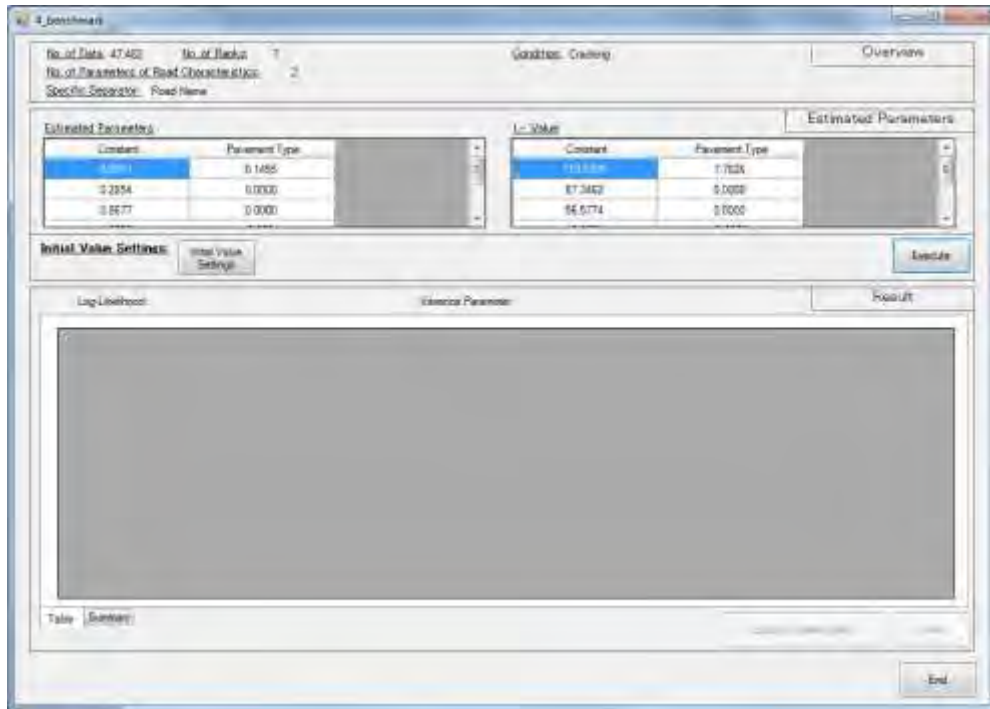 4_benchmark
Overview
No. of Data 47,462 No. of Ranks 7 Condition Cracking
No. of Parameters of Road Characteristics 2
Specific Separator Road Name
Estimated Parameters
Estimated Parameters t- Value
Constant Pavement Type Constant Pavement Type
0.1455 7.7026
0.2854 0.0000 87.3462 0.0000
0.8677 0.0000 56.5774 0.0000
Initial Value Settings Initial Value Settings Execute
Result
Log-Likelihood Variance Parameter
Table Summary
End